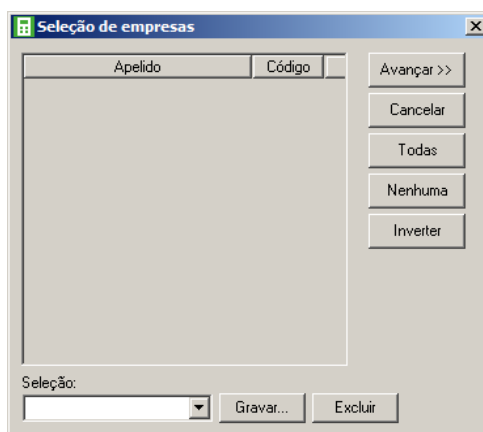 Seleção de empresas
Apelido Código
Avançar >>
Cancelar
Todas
Nenhuma
Inverter
Seleção:
Gravar... Excluir